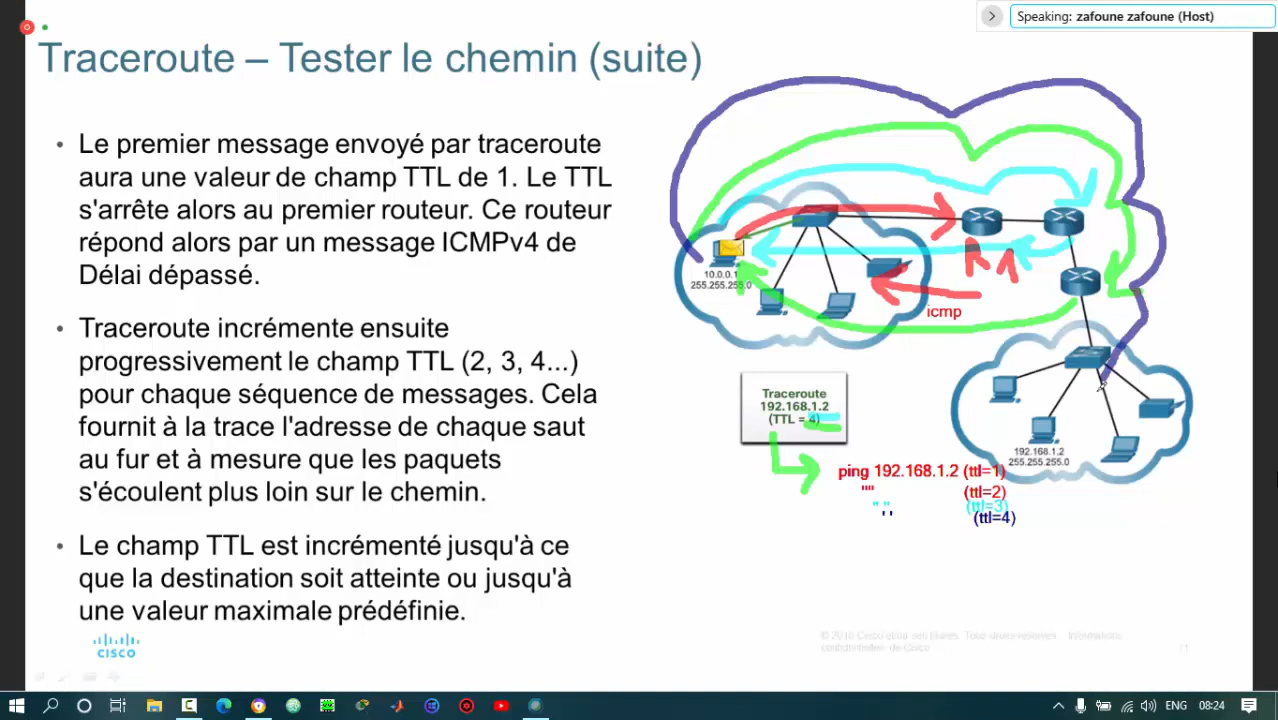 Speaking: zafoune zafoune (Host)
Traceroute – Tester le chemin (suite)
• Le premier message envoyé par traceroute
aura une valeur de champ TTL de 1. Le TTL
s'arrête alors au premier routeur. Ce routeur
répond alors par un message ICMPv4 de
Délai dépassé.
• Traceroute incrémente ensuite
progressivement le champ TTL (2, 3, 4...)
pour chaque séquence de messages. Cela
fournit à la trace l'adresse de chaque saut
au fur et à mesure que les paquets
s'écoulent plus loin sur le chemin.
• Le champ TTL est incrémenté jusqu'à ce
que la destination soit atteinte ou jusqu'à
une valeur maximale prédéfinie.
10.0.0.1
255.255.255.0
R1
icmp
Traceroute
192.168.1.2
(TTL = 4)
192.168.1.2
255.255.255.0
ping 192.168.1.2 (ttl=1)
"" (ttl=2)
" " (ttl=3)
(ttl=4)
CISCO
11
ENG
08:24